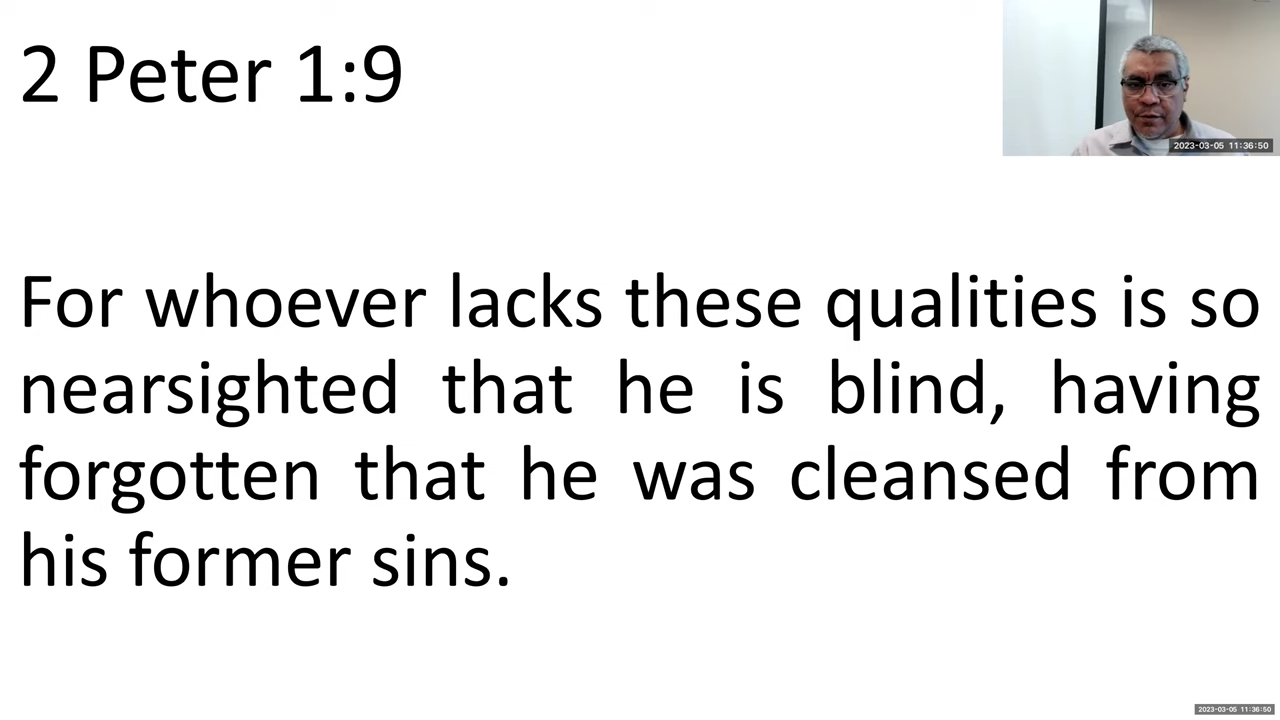 2 Peter 1:9
2023-03-05 11:36:50
For whoever lacks these qualities is so
nearsighted that he is blind, having
forgotten that he was cleansed from
his former sins.
2023-03-05 11:36:50